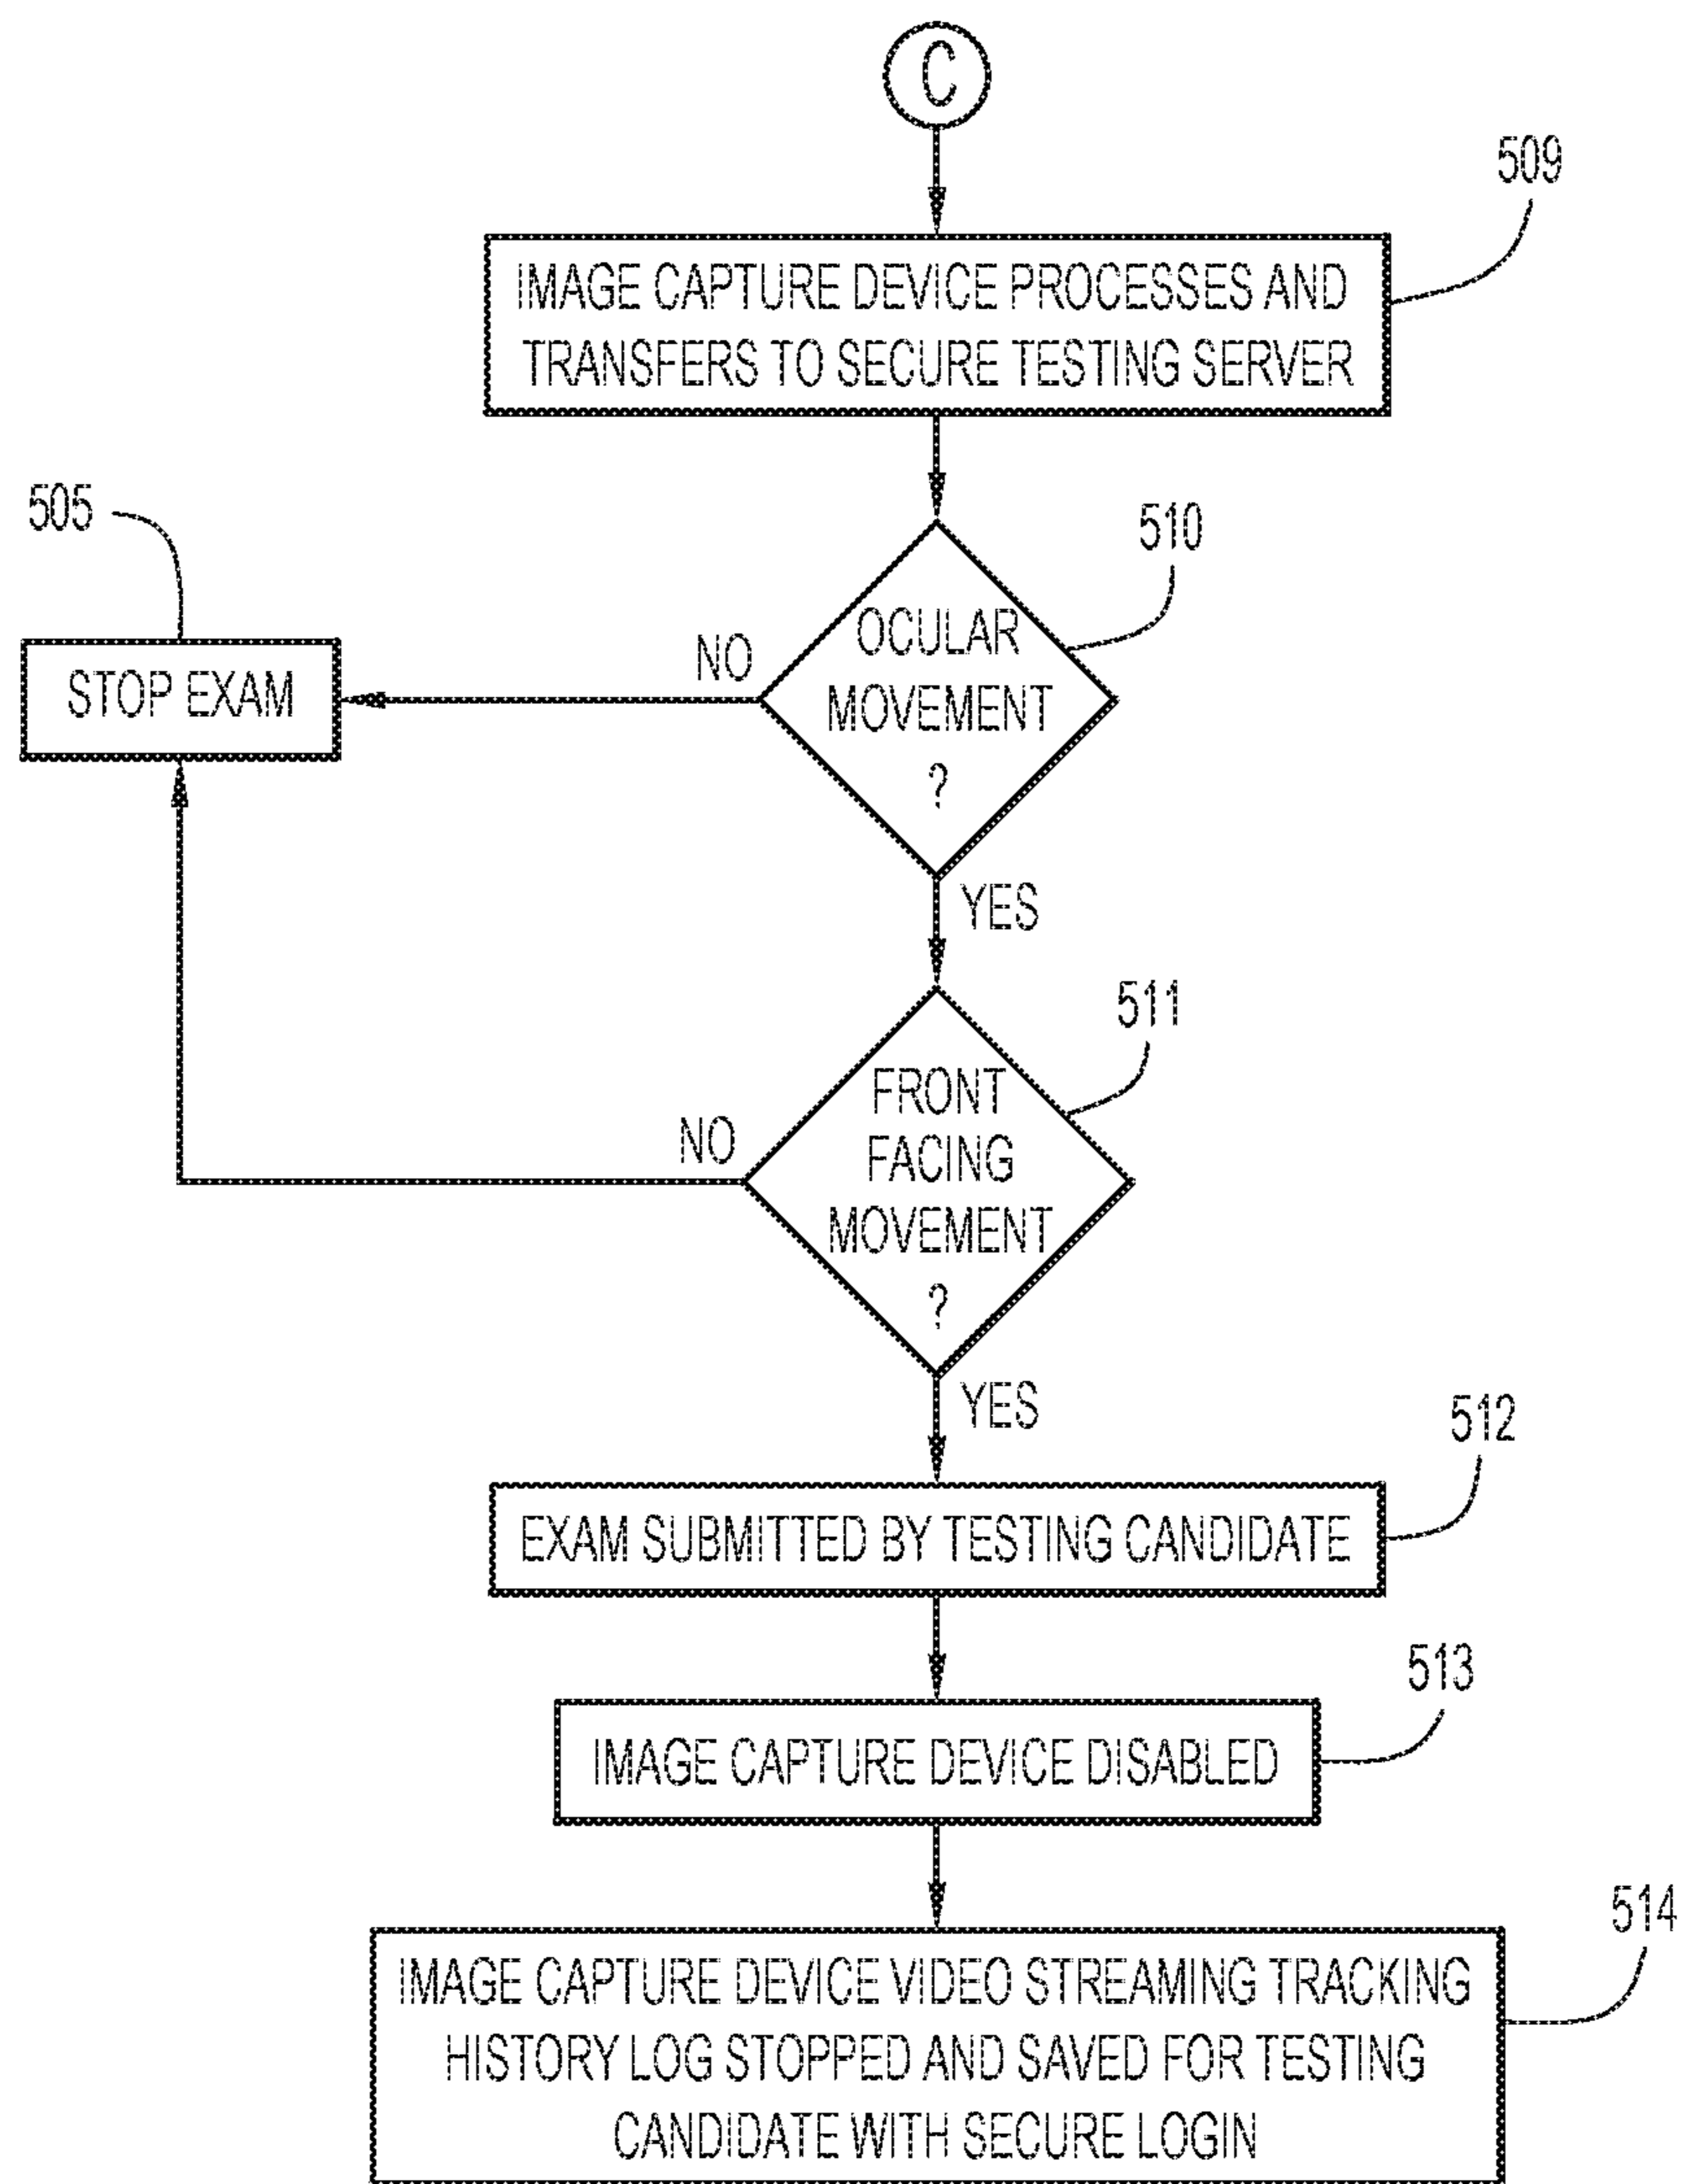 C
509
IMAGE CAPTURE DEVICE PROCESSES AND
TRANSFERS TO SECURE TESTING SERVER
505
510
STOP EXAM
NO
OCULAR
MOVEMENT
?
YES
511
NO
FRONT
FACING
MOVEMENT
?
YES
512
EXAM SUBMITTED BY TESTING CANDIDATE
513
IMAGE CAPTURE DEVICE DISABLED
514
IMAGE CAPTURE DEVICE VIDEO STREAMING TRACKING
HISTORY LOG STOPPED AND SAVED FOR TESTING
CANDIDATE WITH SECURE LOGIN